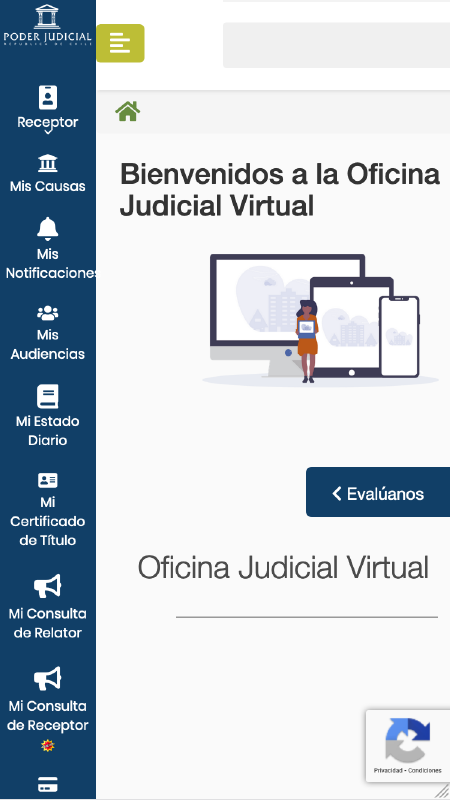 PODER JUDICIAL
REPUBLICA DE CHILE
Receptor
Mis Causas
Mis
Notificaciones
Mis
Audiencias
Mi Estado
Diario
Mi
Certificado
de Título
Mi Consulta
de Relator
Mi Consulta
de Receptor
Bienvenidos a la Oficina
Judicial Virtual
Evalúanos
Oficina Judicial Virtual
Privacidad - Condiciones